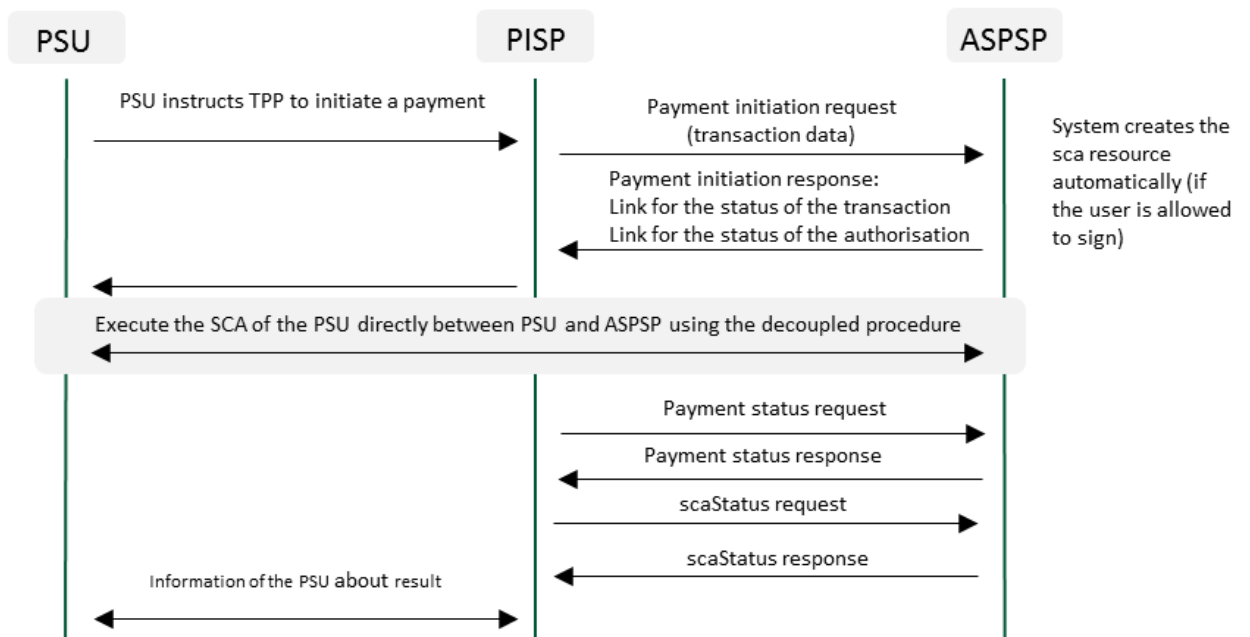 PSU
PISP
ASPSP
PSU instructs TPP to initiate a payment
Payment initiation request
(transaction data)
System creates the
sca resource
automatically (if
the user is allowed
to sign)
Payment initiation response:
Link for the status of the transaction
Link for the status of the authorisation
Execute the SCA of the PSU directly between PSU and ASPSP using the decoupled procedure
Payment status request
Payment status response
scaStatus request
scaStatus response
Information of the PSU about result